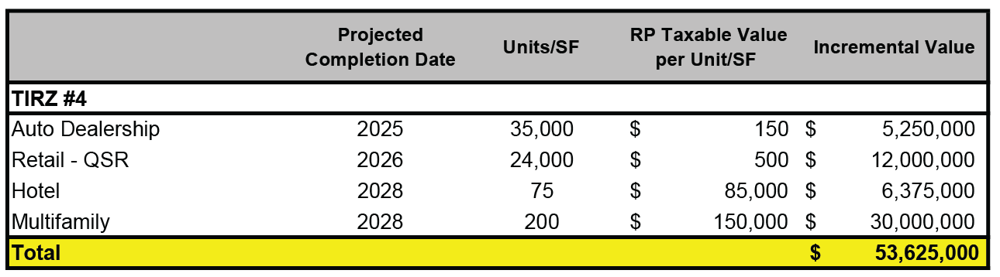 Projected Completion Date Units/SF RP Taxable Value per Unit/SF Incremental Value
TIRZ #4
Auto Dealership 2025 35,000 $ 150 $ 5,250,000
Retail - QSR 2026 24,000 $ 500 $ 12,000,000
Hotel 2028 75 $ 85,000 $ 6,375,000
Multifamily 2028 200 $ 150,000 $ 30,000,000
Total $ 53,625,000